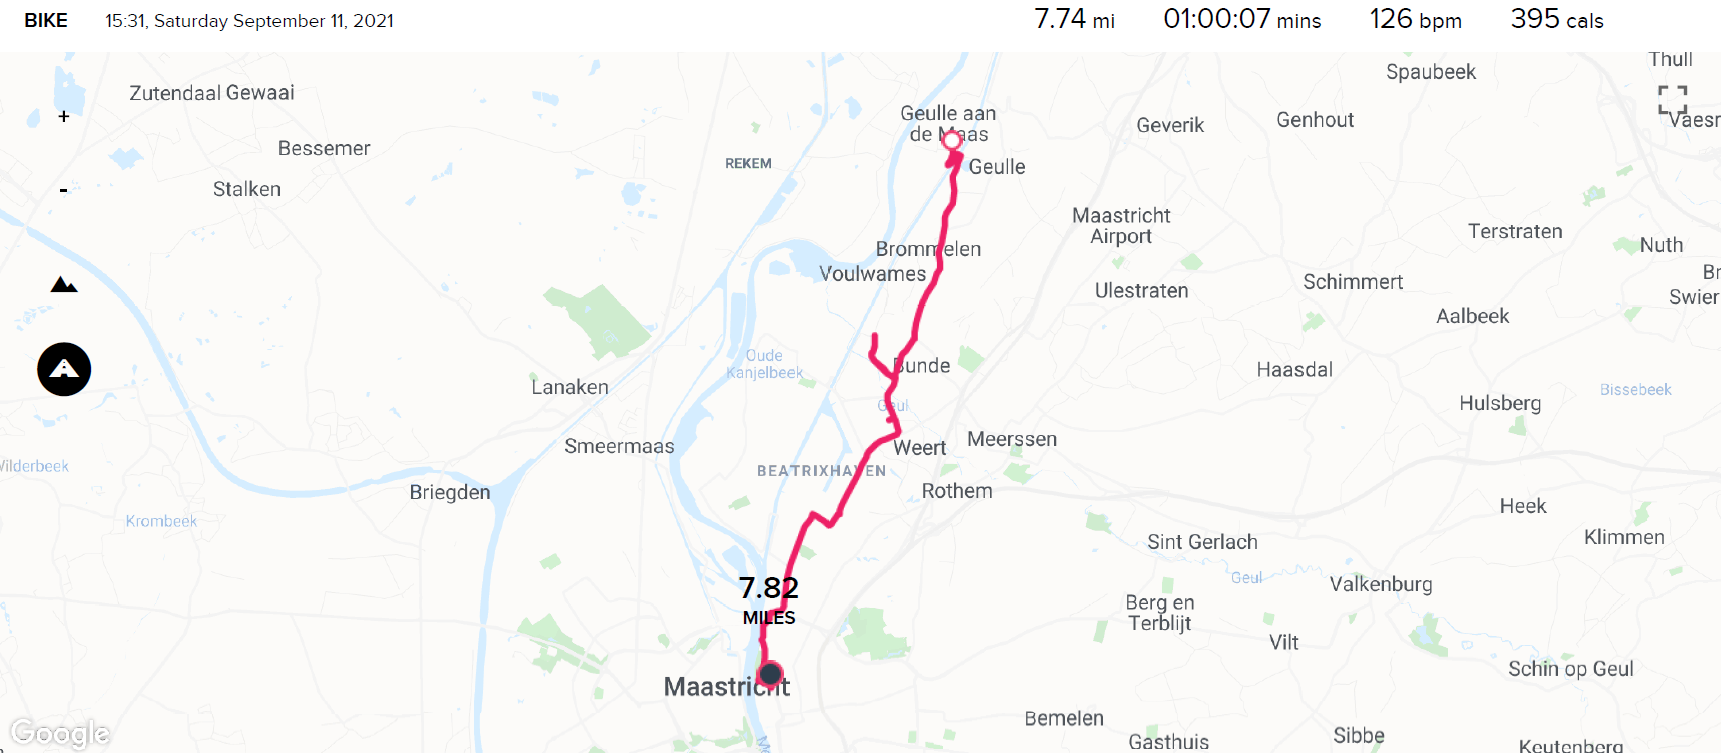 BIKE 15:31, Saturday September 11, 2021 7.74 mi 01:00:07 mins 126 bpm 395 cals
Thull
Spaubeek
Zutendaal Gewaai
+
Geulle aan
de Maas
Geverik
Genhout
Bessemer
REKEM
Geulle
Stalken
-
Maastricht
Airport
Terstraten
Brommelen
Nuth
Voulwames
Schimmert
Ulestraten
Swier
Aalbeek
Oude
Kanjelbeek
Bunde
Haasdal
Lanaken
Bissebeek
Geul
Hulsberg
Smeermaas
Weert
Meerssen
BEATRIXHAVEN
Briegden
Rothem
Heek
Krombeek
Klimmen
Sint Gerlach
Geul
Valkenburg
7.82
MILES
Berg en
Terblijt
Vilt
Schin op Geul
Maastricht
Bemelen
Google
Sibbe
Gasthuis
Keutenberg